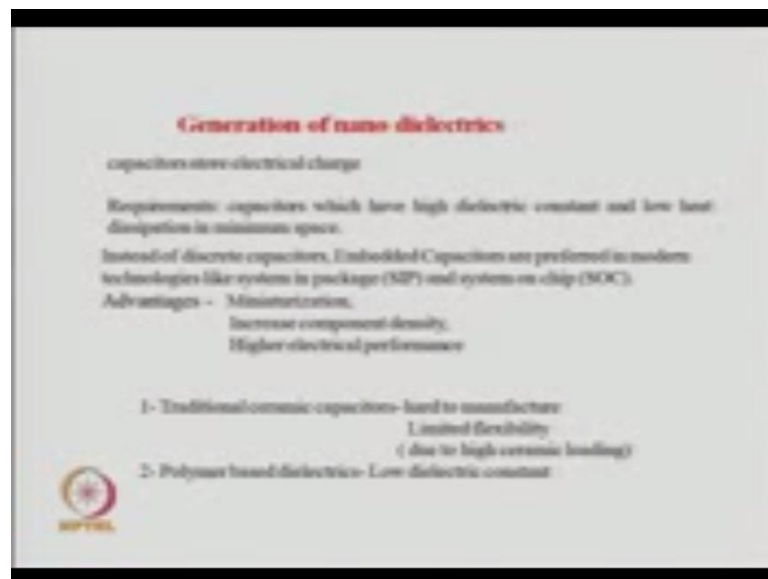 Generation of nano dielectrics
capacitors store electrical charge
Requirements: capacitors which have high dielectric constant and low heat
dissipation in minimum space.
Instead of discrete capacitors, Embedded Capacitors are preferred in modern
technologies like system in package (SIP) and system on chip (SOC).
Advantages - Miniaturization,
Increase component density,
Higher electrical performance
1- Traditional ceramic capacitors- hard to manufacture
Limited flexibility
( due to high ceramic loading)
2- Polymer based dielectrics- Low dielectric constant
NPTEL